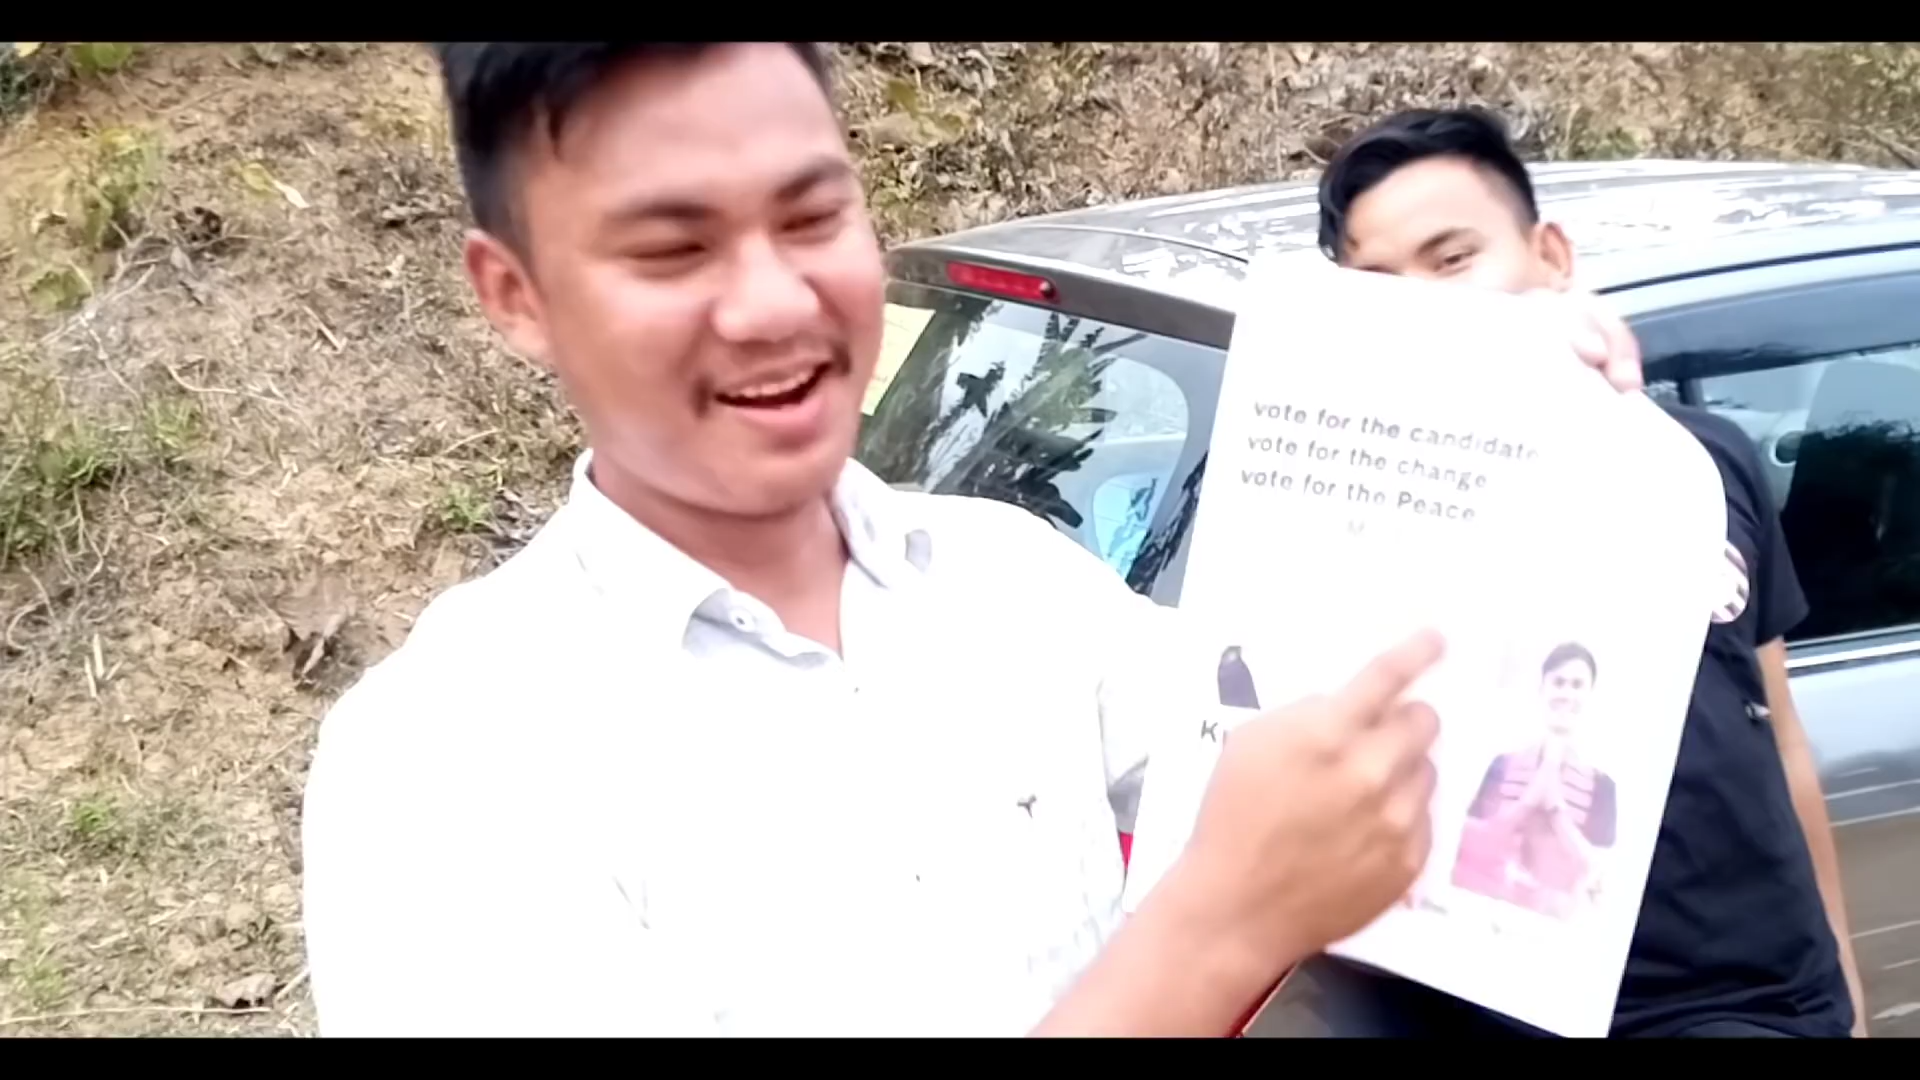 vote for the candidate
vote for the change
vote for the Peace